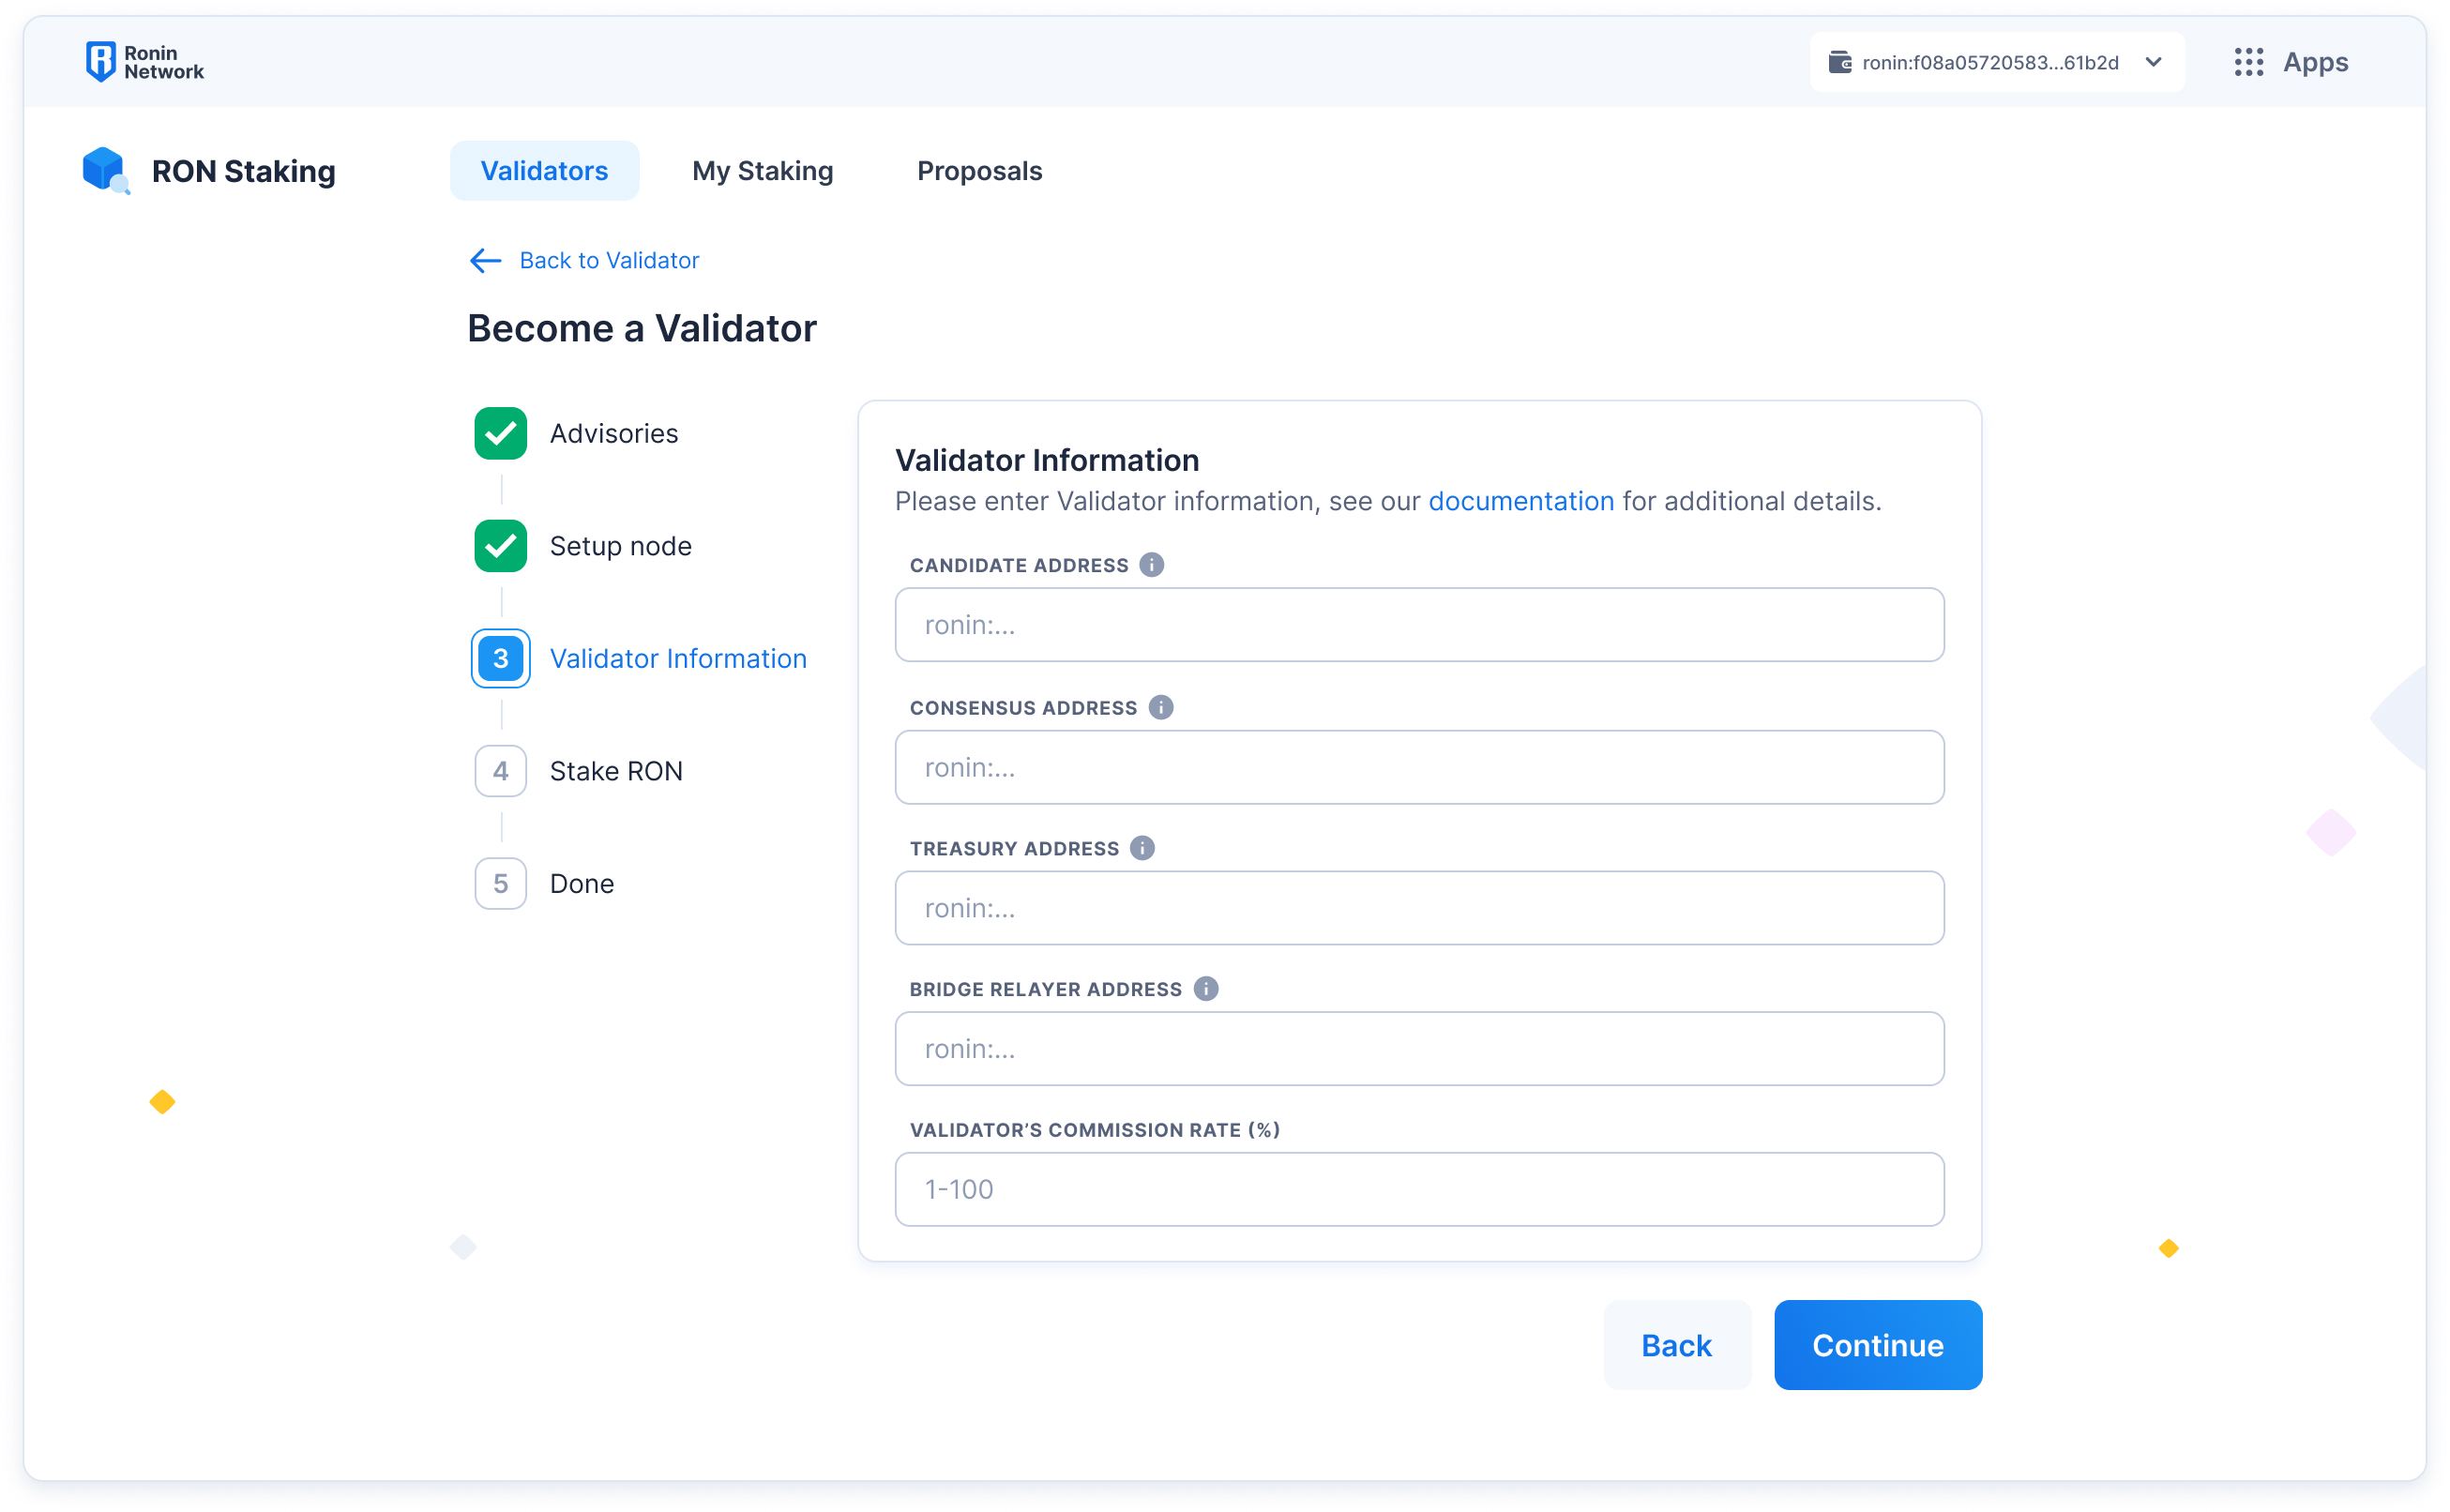 Ronin
Network
ronin:f08a05720583...61b2d
Apps
RON Staking
Validators
My Staking
Proposals
Back to Validator
Become a Validator
Advisories
Setup node
3
Validator Information
4
Stake RON
5
Done
Validator Information
Please enter Validator information, see our documentation for additional details.
CANDIDATE ADDRESS
ronin:...
CONSENSUS ADDRESS
ronin:...
TREASURY ADDRESS
ronin:...
BRIDGE RELAYER ADDRESS
ronin:...
VALIDATOR’S COMMISSION RATE (%)
1-100
Back
Continue